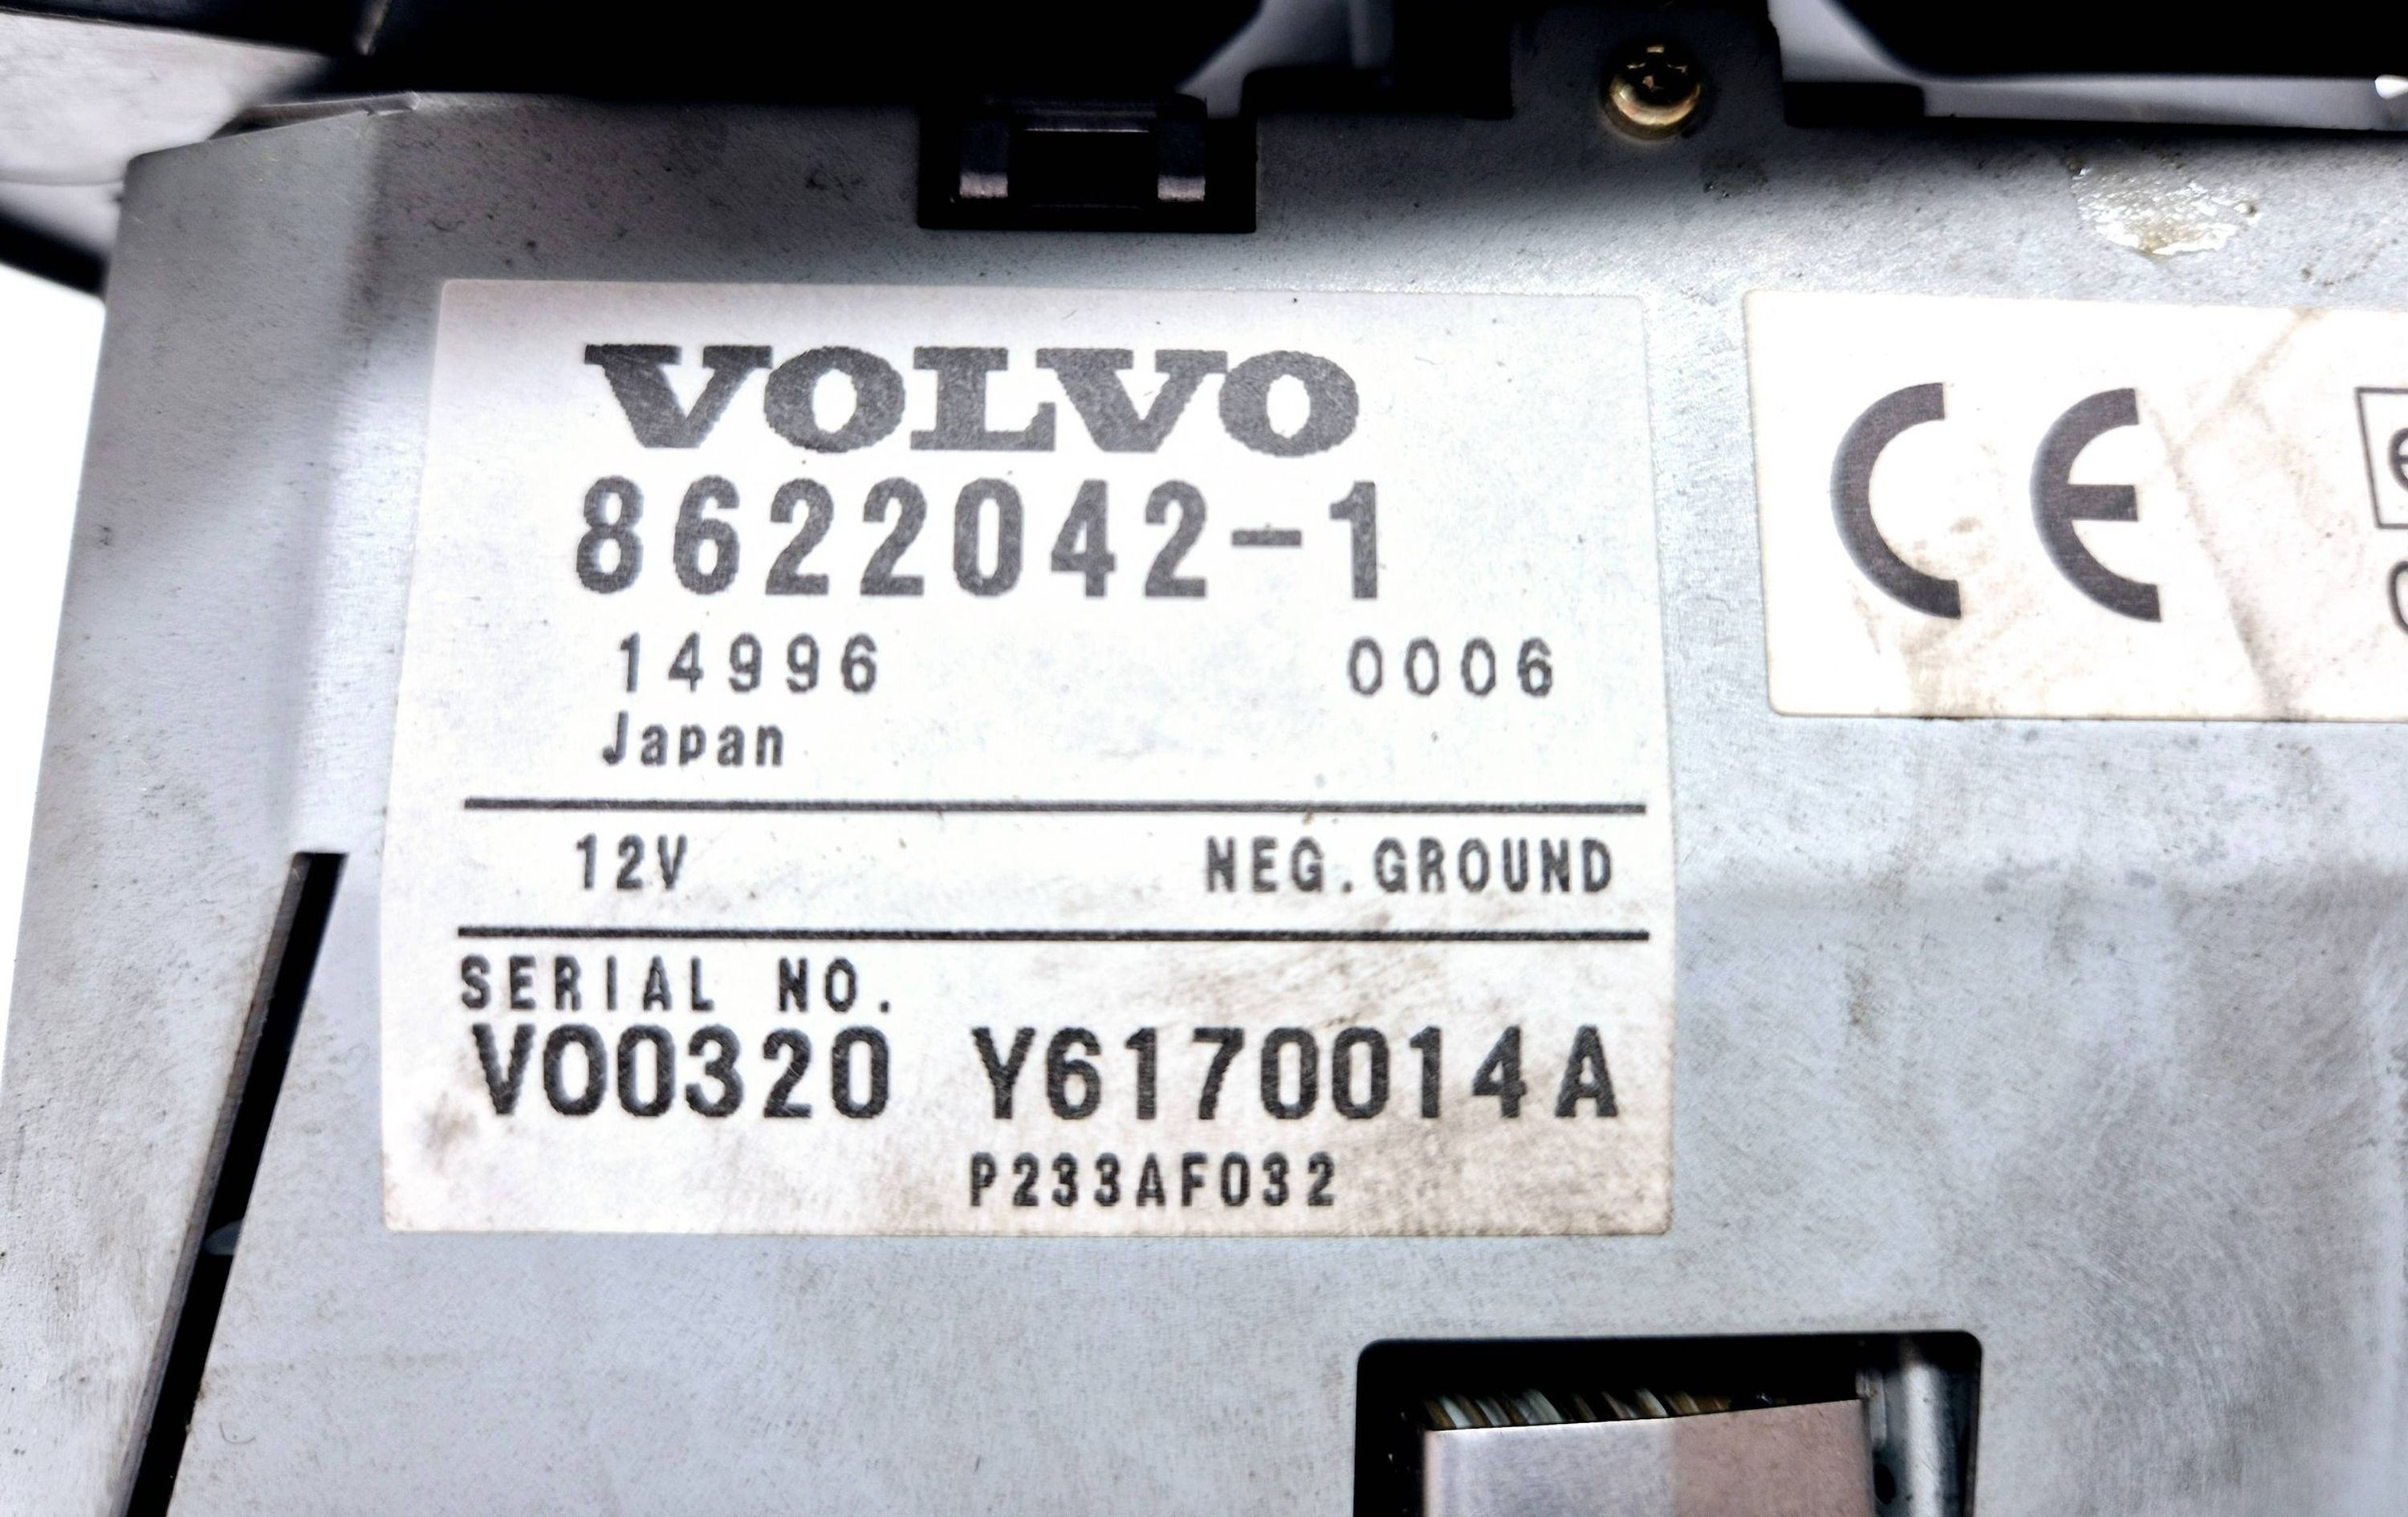 VOLVO
8622042-1
14996 0006
Japan
12V NEG.GROUND
SERIAL NO.
V00320 Y6170014A
P233AF032
CE